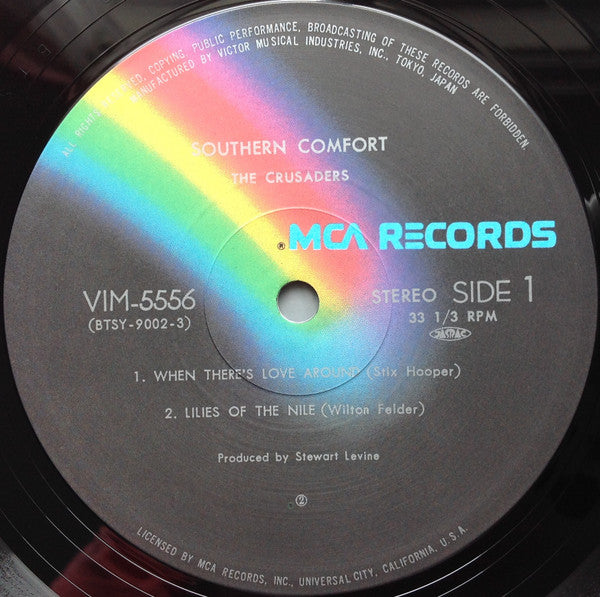 ALL RIGHTS RESERVED, COPYING, PUBLIC PERFORMANCE, BROADCASTING OF THESE RECORDS ARE FORBIDDEN.
MANUFACTURED BY VICTOR MUSICAL INDUSTRIES, INC., TOKYO, JAPAN
SOUTHERN COMFORT
THE CRUSADERS
® MCA RECORDS
VIM-5556
(BTSY-9002-3)
STEREO SIDE 1
33 1/3 RPM
JASRAC
1. WHEN THERE'S LOVE AROUND (Stix Hooper)
2. LILIES OF THE NILE (Wilton Felder)
Produced by Stewart Levine
②
LICENSED BY MCA RECORDS, INC., UNIVERSAL CITY, CALIFORNIA, U.S.A.